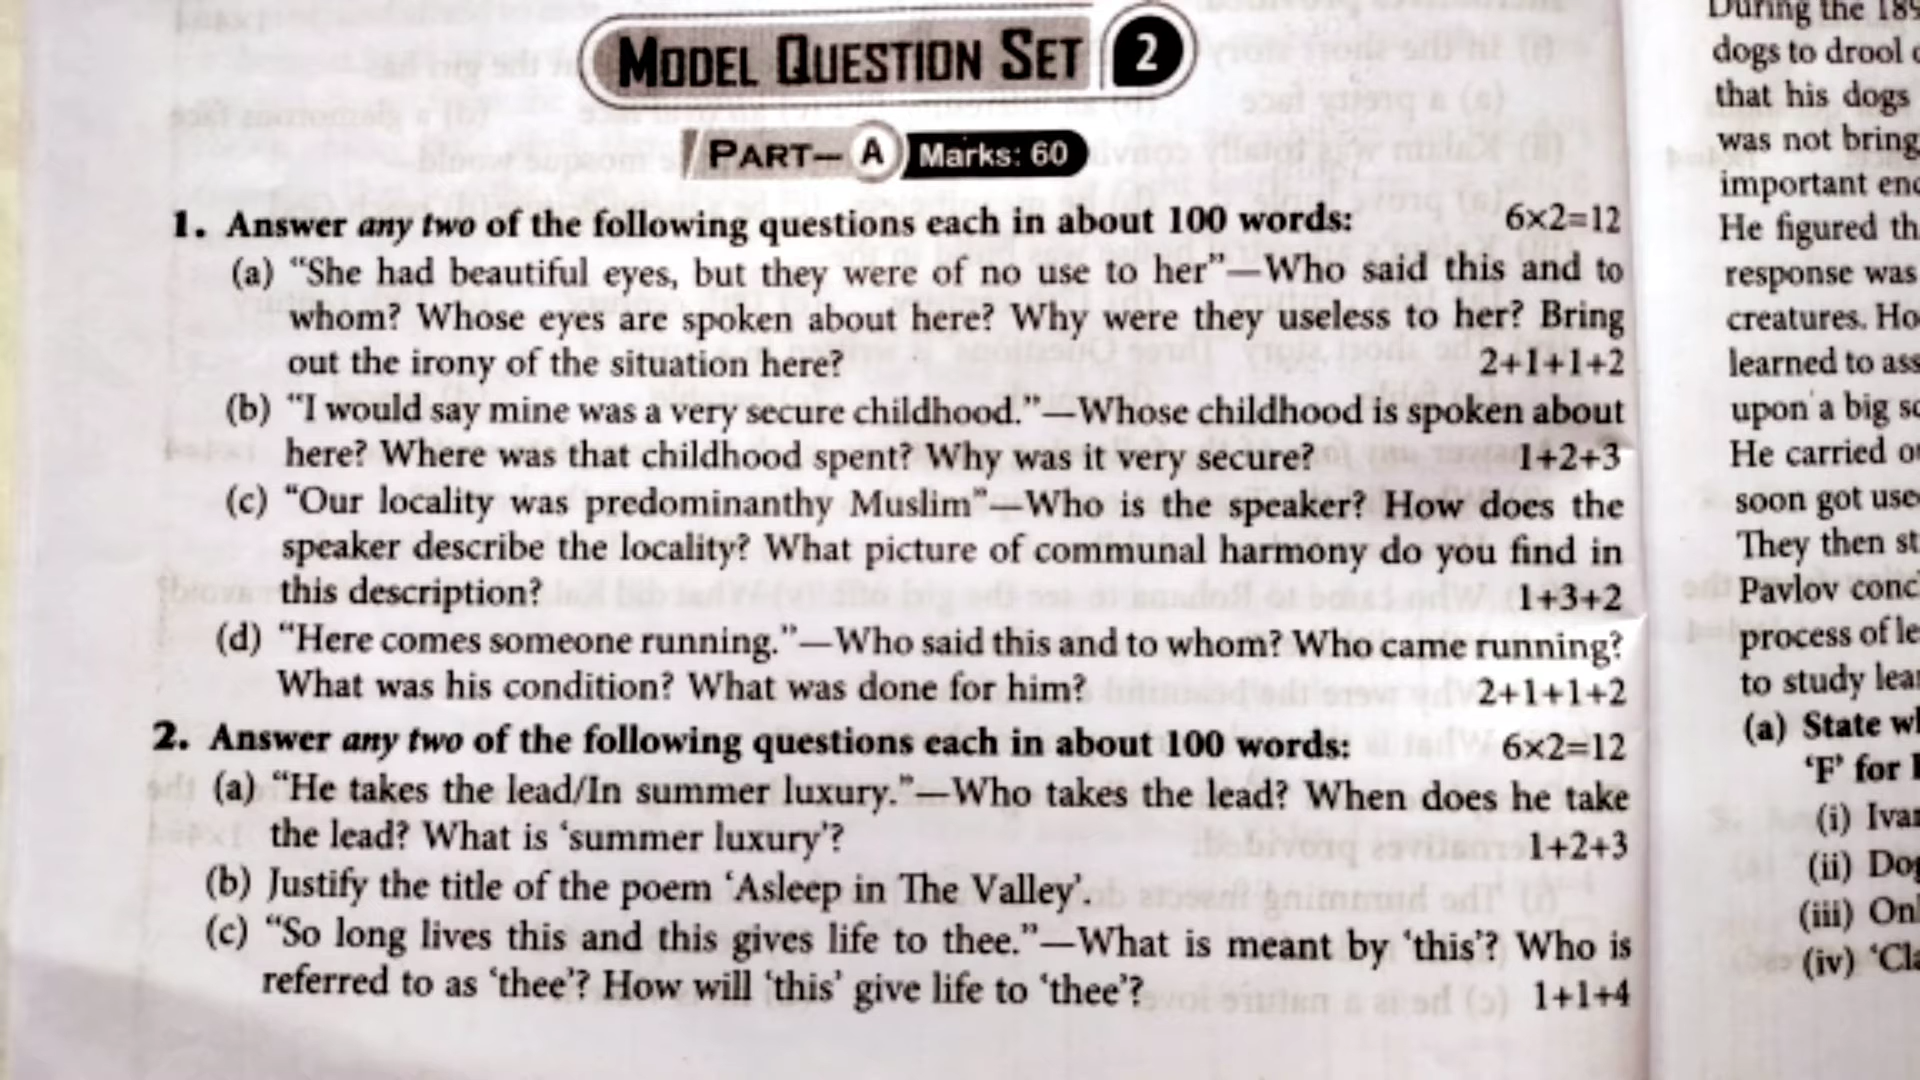 MODEL QUESTION SET 2
PART— A Marks: 60
1. Answer any two of the following questions each in about 100 words: 6×2=12
(a) “She had beautiful eyes, but they were of no use to her”—Who said this and to
whom? Whose eyes are spoken about here? Why were they useless to her? Bring
out the irony of the situation here? 2+1+1+2
(b) “I would say mine was a very secure childhood.”—Whose childhood is spoken about
here? Where was that childhood spent? Why was it very secure? 1+2+3
(c) “Our locality was predominanthy Muslim”—Who is the speaker? How does the
speaker describe the locality? What picture of communal harmony do you find in
this description? 1+3+2
(d) “Here comes someone running.”—Who said this and to whom? Who came running?
What was his condition? What was done for him? 2+1+1+2
2. Answer any two of the following questions each in about 100 words: 6×2=12
(a) “He takes the lead/In summer luxury.”—Who takes the lead? When does he take
the lead? What is ‘summer luxury’? 1+2+3
(b) Justify the title of the poem ‘Asleep in The Valley’.
(c) “So long lives this and this gives life to thee.”—What is meant by ‘this’? Who is
referred to as ‘thee’? How will ‘this’ give life to ‘thee’? 1+1+4
During the 189
dogs to drool
that his dogs
was not bring
important
He figured
response was
creatures.
learned to
upon a big
He carried
soon got
They then
Pavlov
process of
to study
(a) State
‘F’ for
(i)
(ii)
(iii)
(iv)